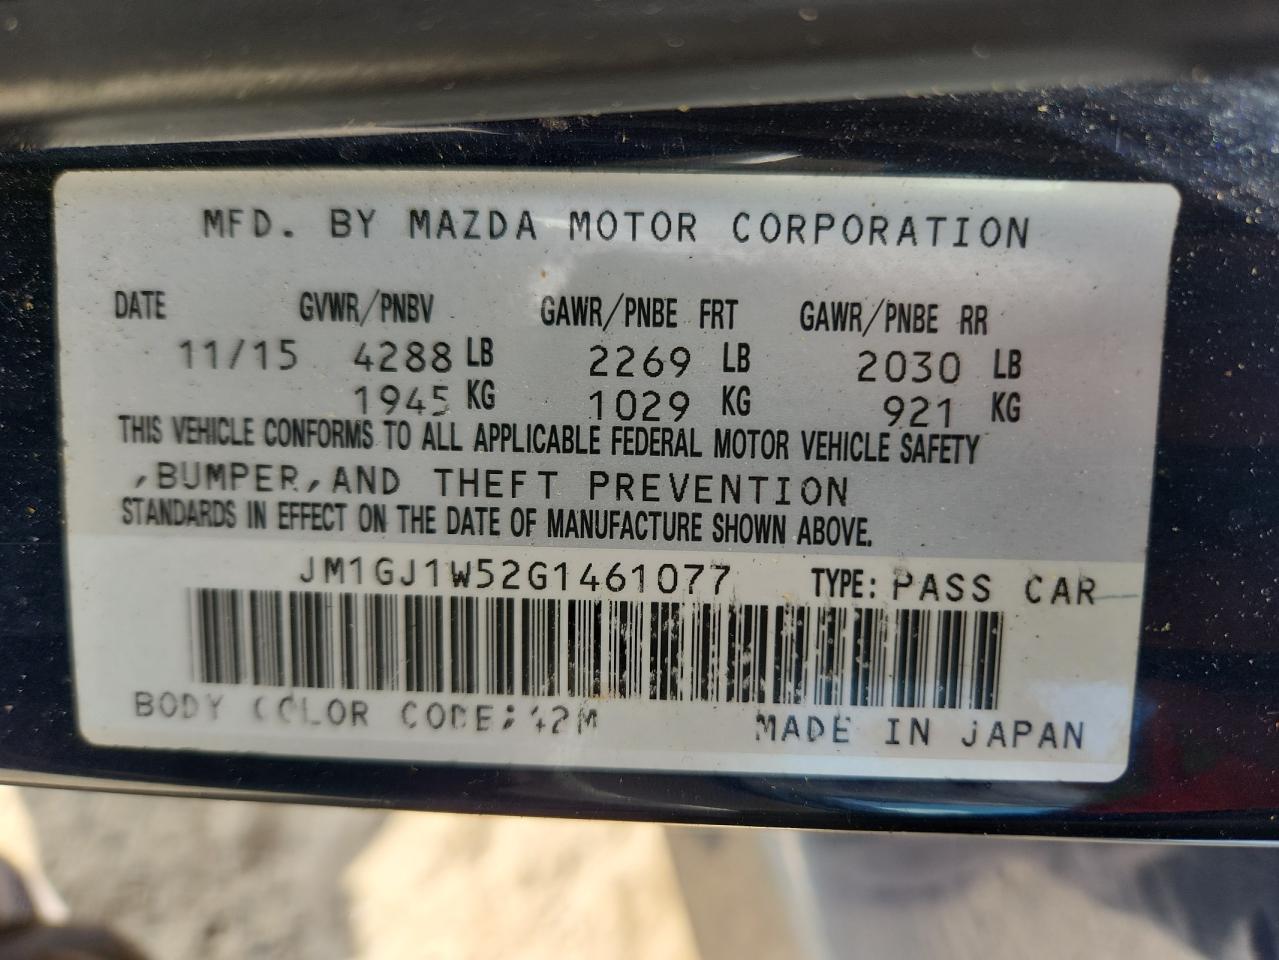 MFD. BY MAZDA MOTOR CORPORATION
DATE GVWR/PNBV GAWR/PNBE FRT GAWR/PNBE RR
11/15 4288 LB 2269 LB 2030 LB
1945 KG 1029 KG 921 KG
THIS VEHICLE CONFORMS TO ALL APPLICABLE FEDERAL MOTOR VEHICLE SAFETY
,BUMPER,AND THEFT PREVENTION
STANDARDS IN EFFECT ON THE DATE OF MANUFACTURE SHOWN ABOVE.
JM1GJ1W52G1461077 TYPE: PASS CAR
BODY COLOR CODE:42M MADE IN JAPAN